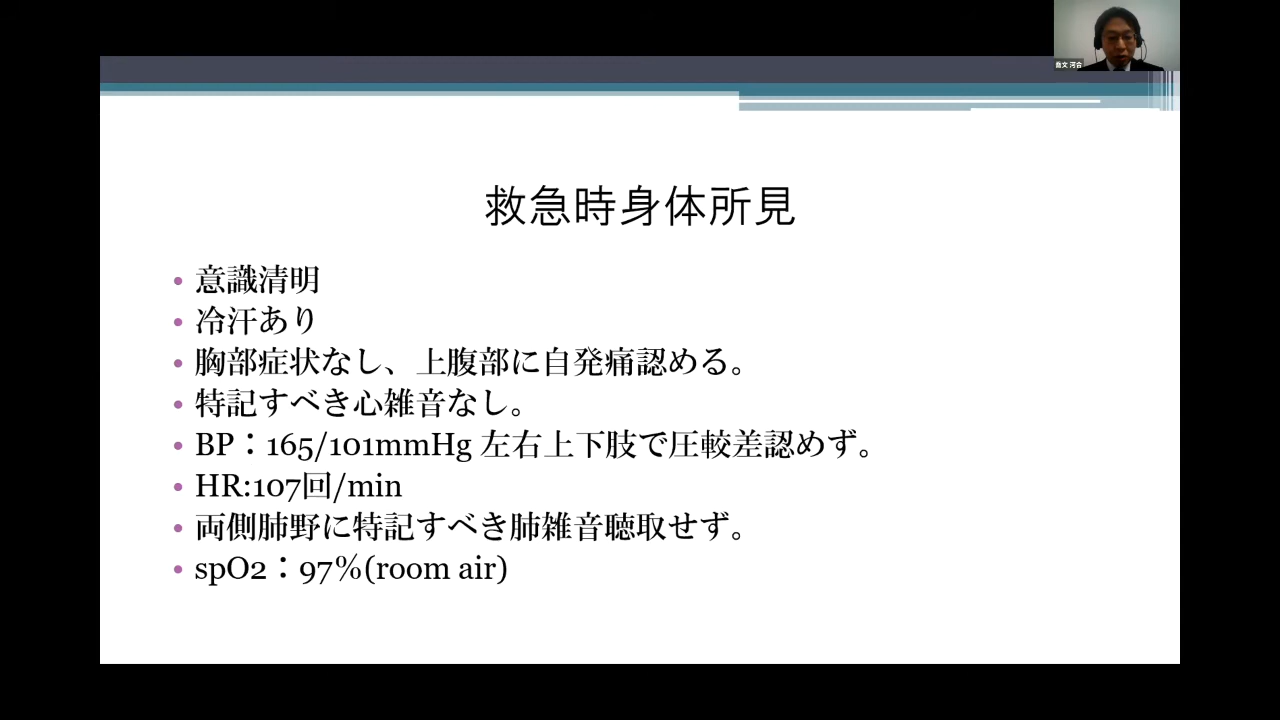 喬文 河合
救急時身体所見
• 意識清明
• 冷汗あり
• 胸部症状なし、上腹部に自発痛認める。
• 特記すべき心雑音なし。
• BP：165/101mmHg 左右上下肢で圧較差認めず。
• HR:107回/min
• 両側肺野に特記すべき肺雑音聴取せず。
• spO2：97%(room air)